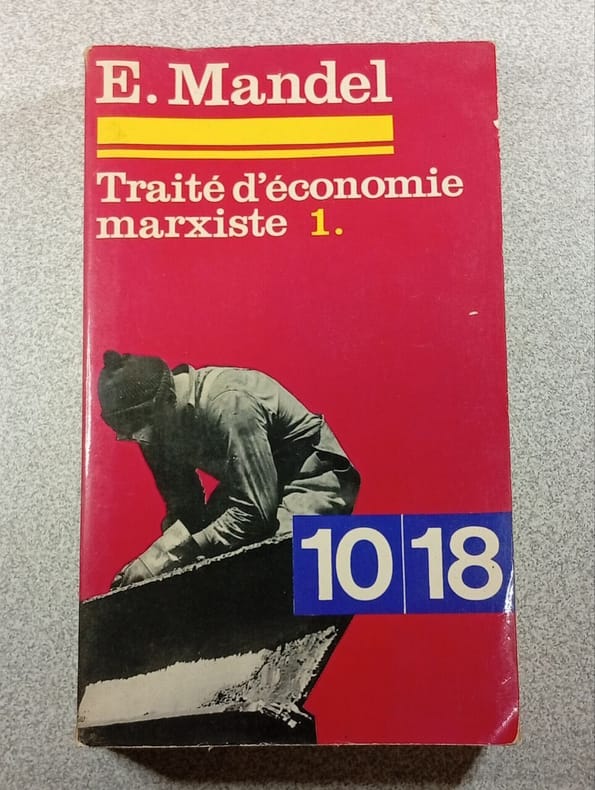 E. Mandel
Traité d'économie
marxiste 1.
10 18